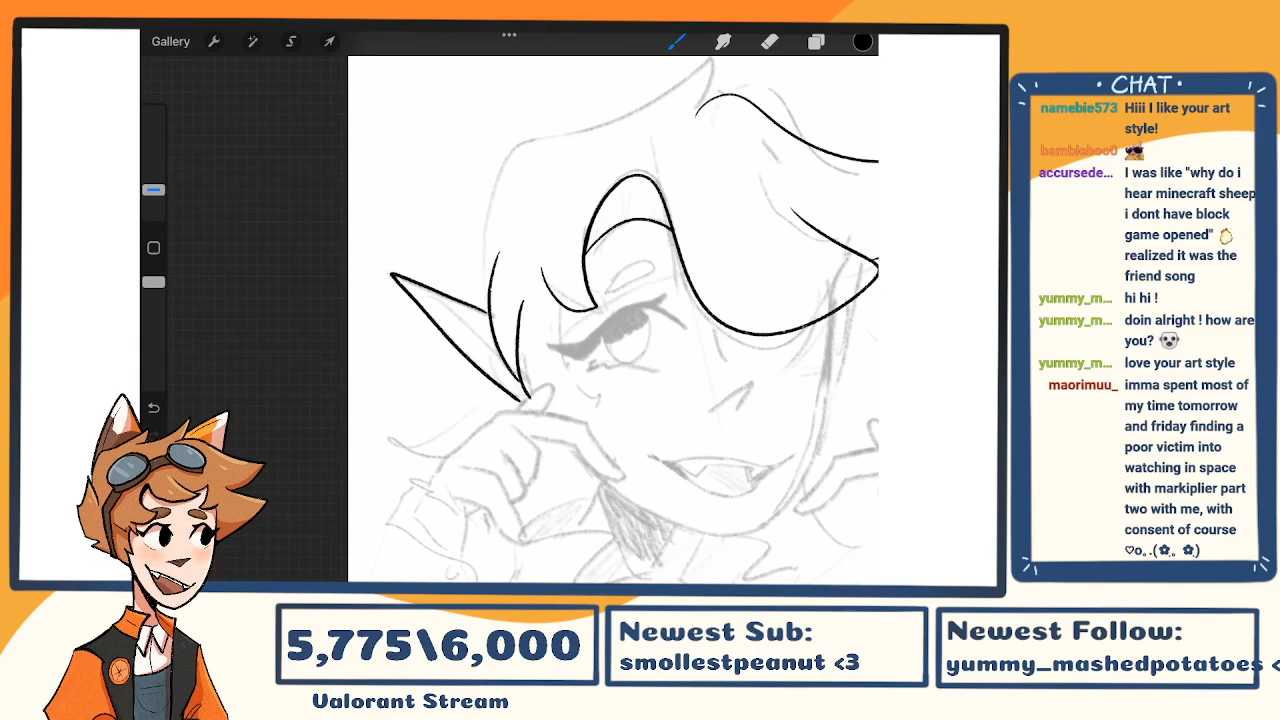 Gallery
• CHAT •
namebie573 Hiii I like your art
style!
bambiboo0
accursede... I was like "why do i
hear minecraft sheep
i dont have block
game opened"
realized it was the
friend song
yummy_m... hi hi !
yummy_m... doin alright ! how are
you?
yummy_m... love your art style
maorimuu_ imma spent most of
my time tomorrow
and friday finding a
poor victim into
watching in space
with markiplier part
two with me, with
consent of course
♡o｡.(✿｡ ✿)
5,775\6,000
Valorant Stream
Newest Sub:
smollestpeanut <3
Newest Follow:
yummy_mashedpotatoes <